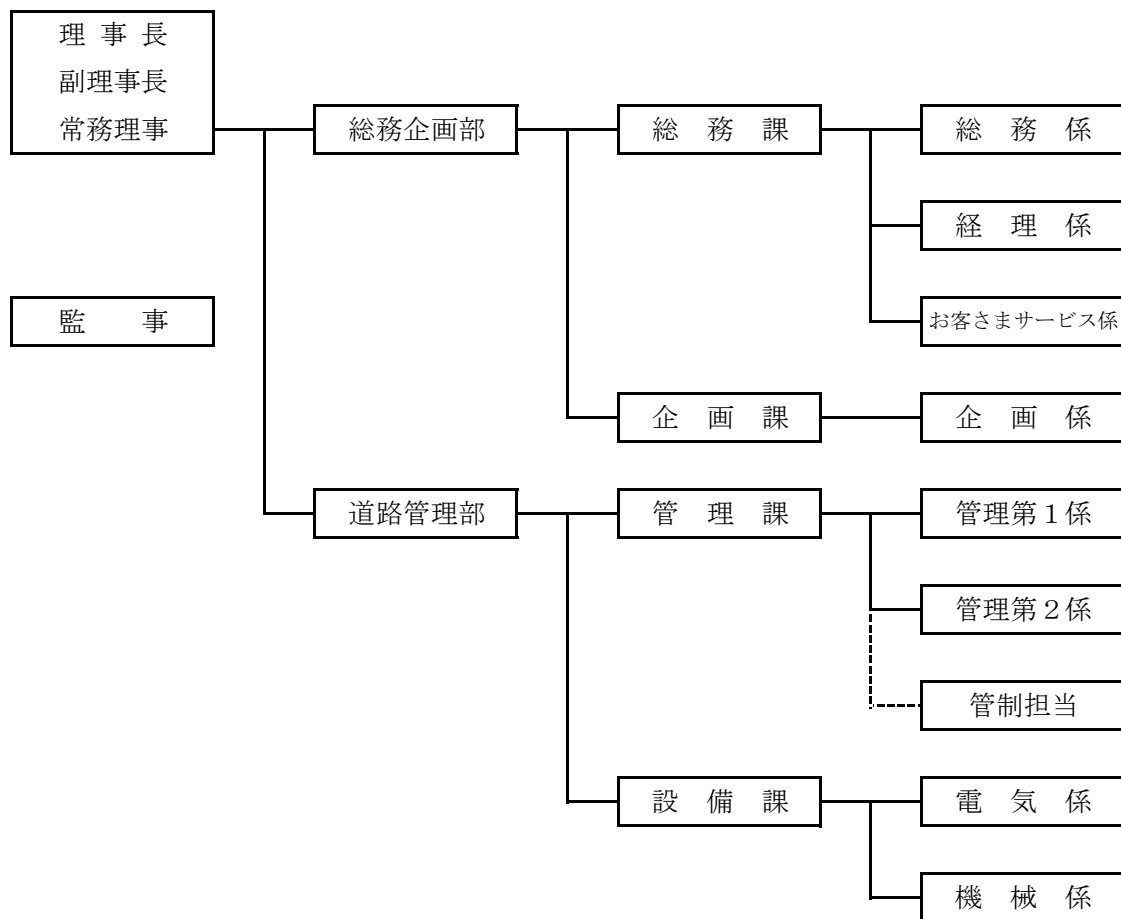 理事長
副理事長
常務理事
総務企画部
総務課
総務係
経理係
監事
お客さまサービス係
企画課
企画係
道路管理部
管理課
管理第１係
管理第２係
管制担当
設備課
電気係
機械係